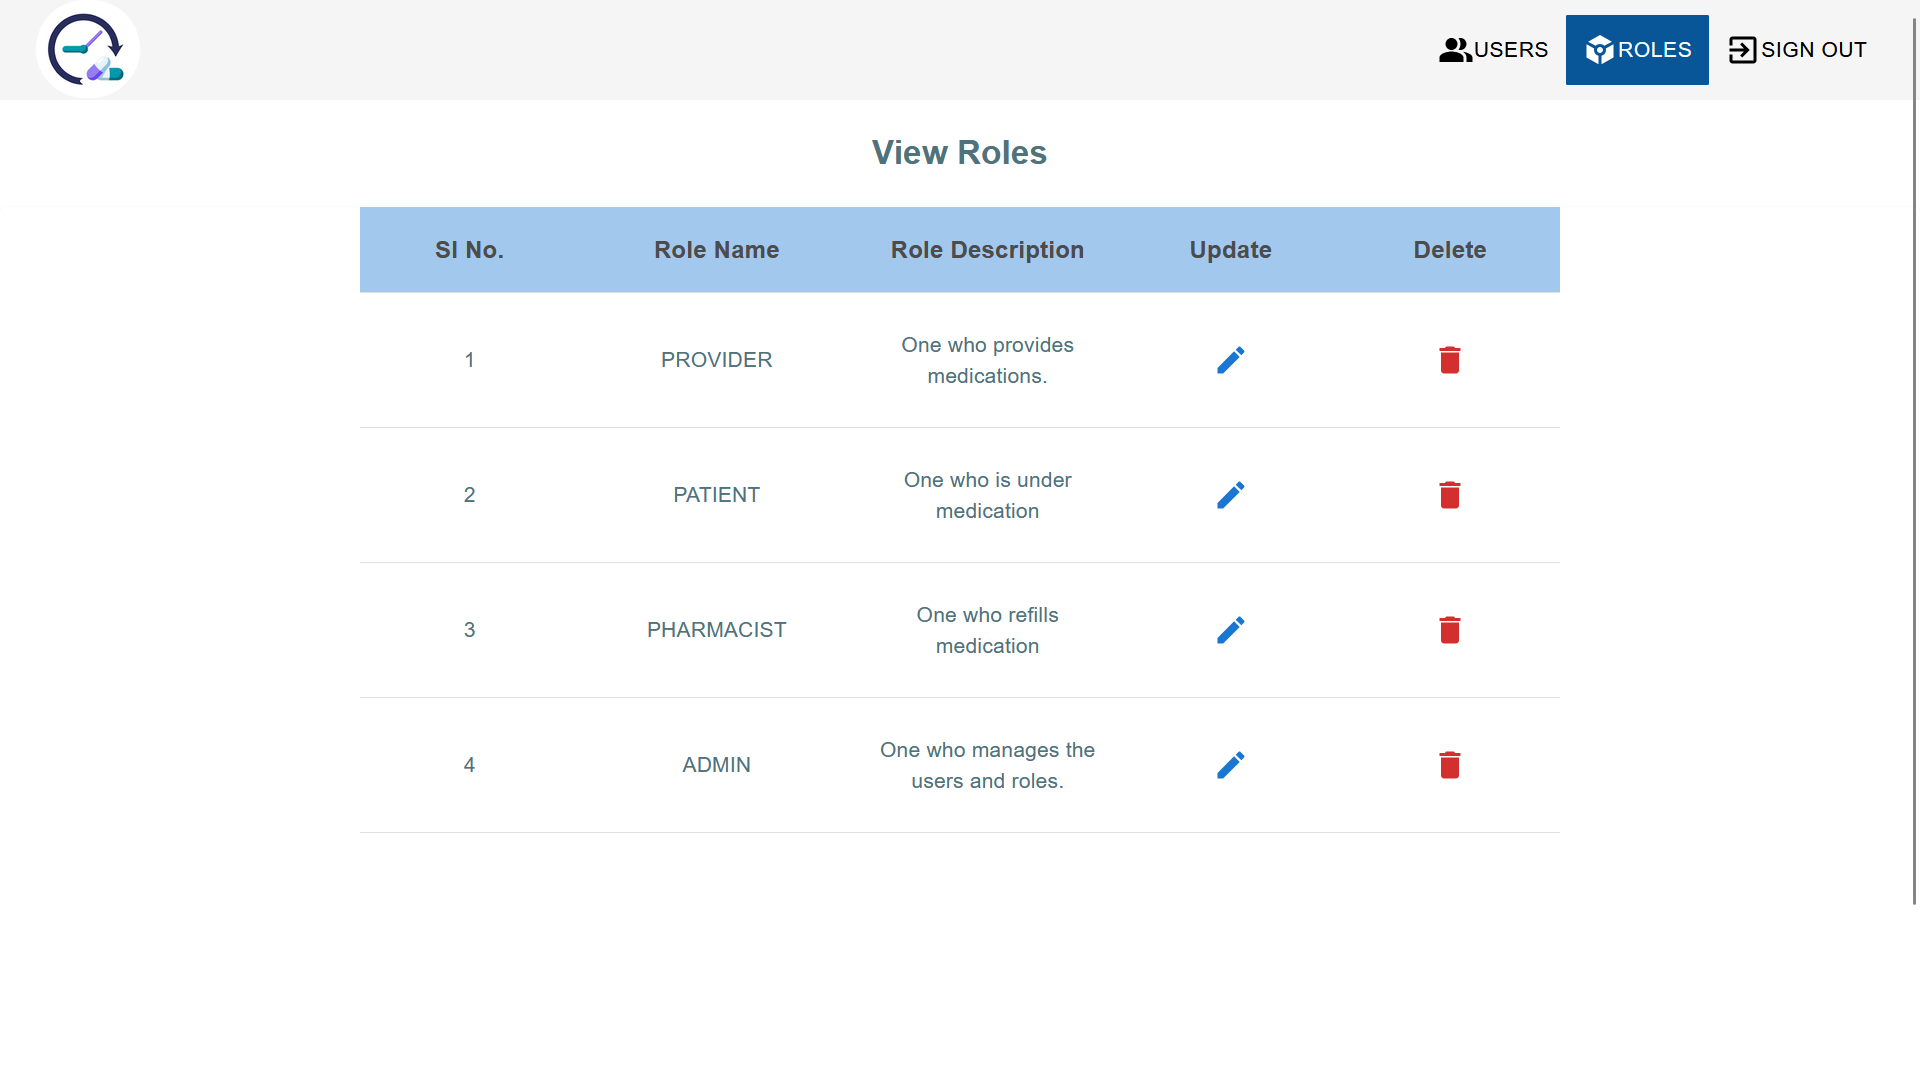 USERS ROLES SIGN OUT
View Roles
Sl No. Role Name Role Description Update Delete
1 PROVIDER One who provides
medications.
2 PATIENT One who is under
medication
3 PHARMACIST One who refills
medication
4 ADMIN One who manages the
users and roles.